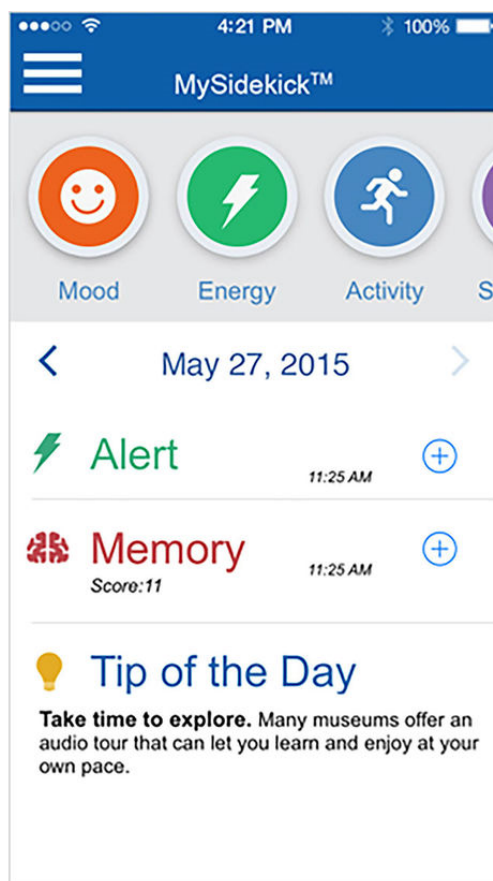 4:21 PM
100%
MySidekick™
Mood
Energy
Activity
S
May 27, 2015
Alert
11:25 AM
Memory
11:25 AM
Score:11
Tip of the Day
Take time to explore. Many museums offer an
audio tour that can let you learn and enjoy at your
own pace.